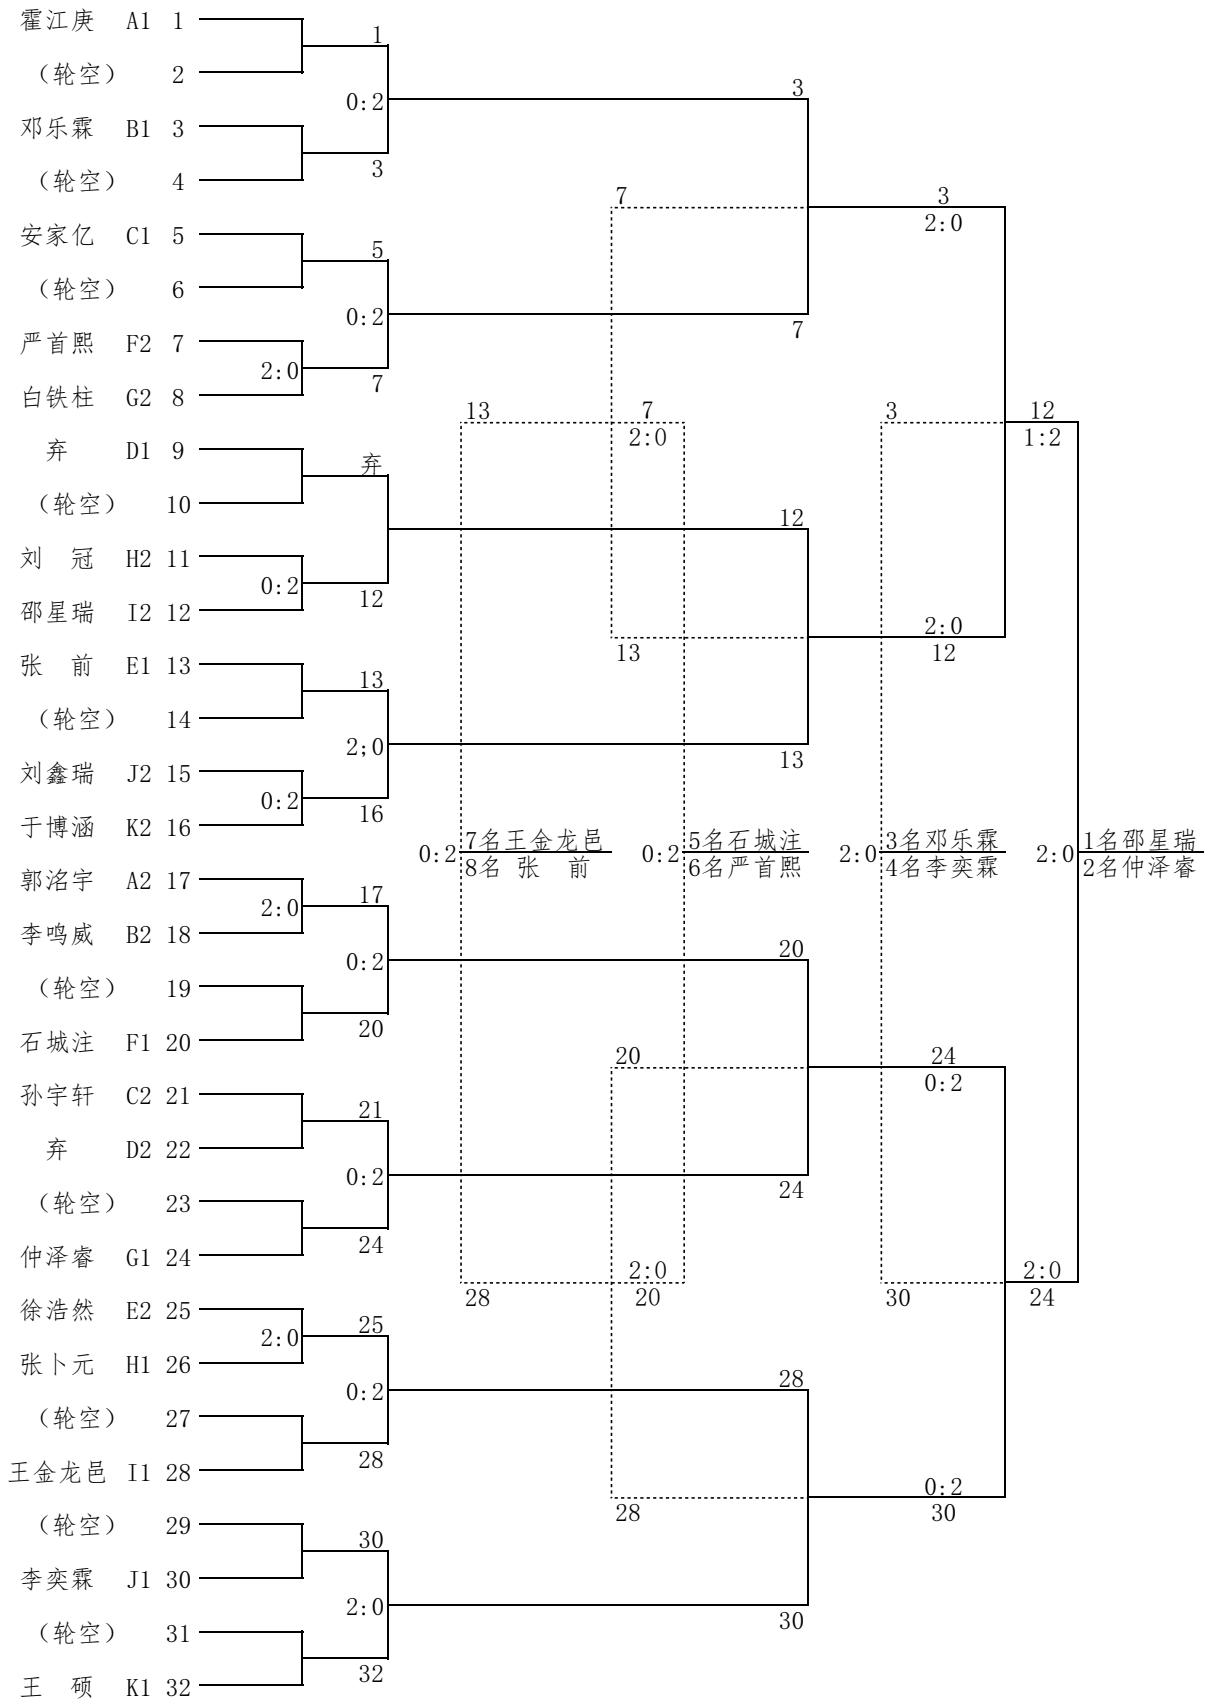 霍江庚 A1 1
1
（轮空） 2
0:2
3
邓乐霖 B1 3
3
（轮空） 4
7
3
2:0
安家亿 C1 5
5
（轮空） 6
0:2
7
严首熙 F2 7
2:0
7
白铁柱 G2 8
13
7
2:0
3
12
1:2
弃 D1 9
弃
（轮空） 10
12
刘 冠 H2 11
0:2
12
邵星瑞 I2 12
2:0
12
13
张 前 E1 13
13
（轮空） 14
2;0
13
刘鑫瑞 J2 15
0:2
16
于博涵 K2 16
0:2
7名王金龙邑
8名 张 前
0:2
5名石城注
6名严首熙
2:0
3名邓乐霖
4名李奕霖
2:0
1名邵星瑞
2名仲泽睿
郭洺宇 A2 17
2:0
17
李鸣威 B2 18
0:2
20
（轮空） 19
20
石城注 F1 20
20
24
0:2
孙宇轩 C2 21
21
弃 D2 22
0:2
24
（轮空） 23
24
仲泽睿 G1 24
28
2:0
20
30
2:0
24
徐浩然 E2 25
2:0
25
张卜元 H1 26
0:2
28
（轮空） 27
28
王金龙邑 I1 28
28
0:2
30
（轮空） 29
30
李奕霖 J1 30
2:0
30
（轮空） 31
32
王 硕 K1 32